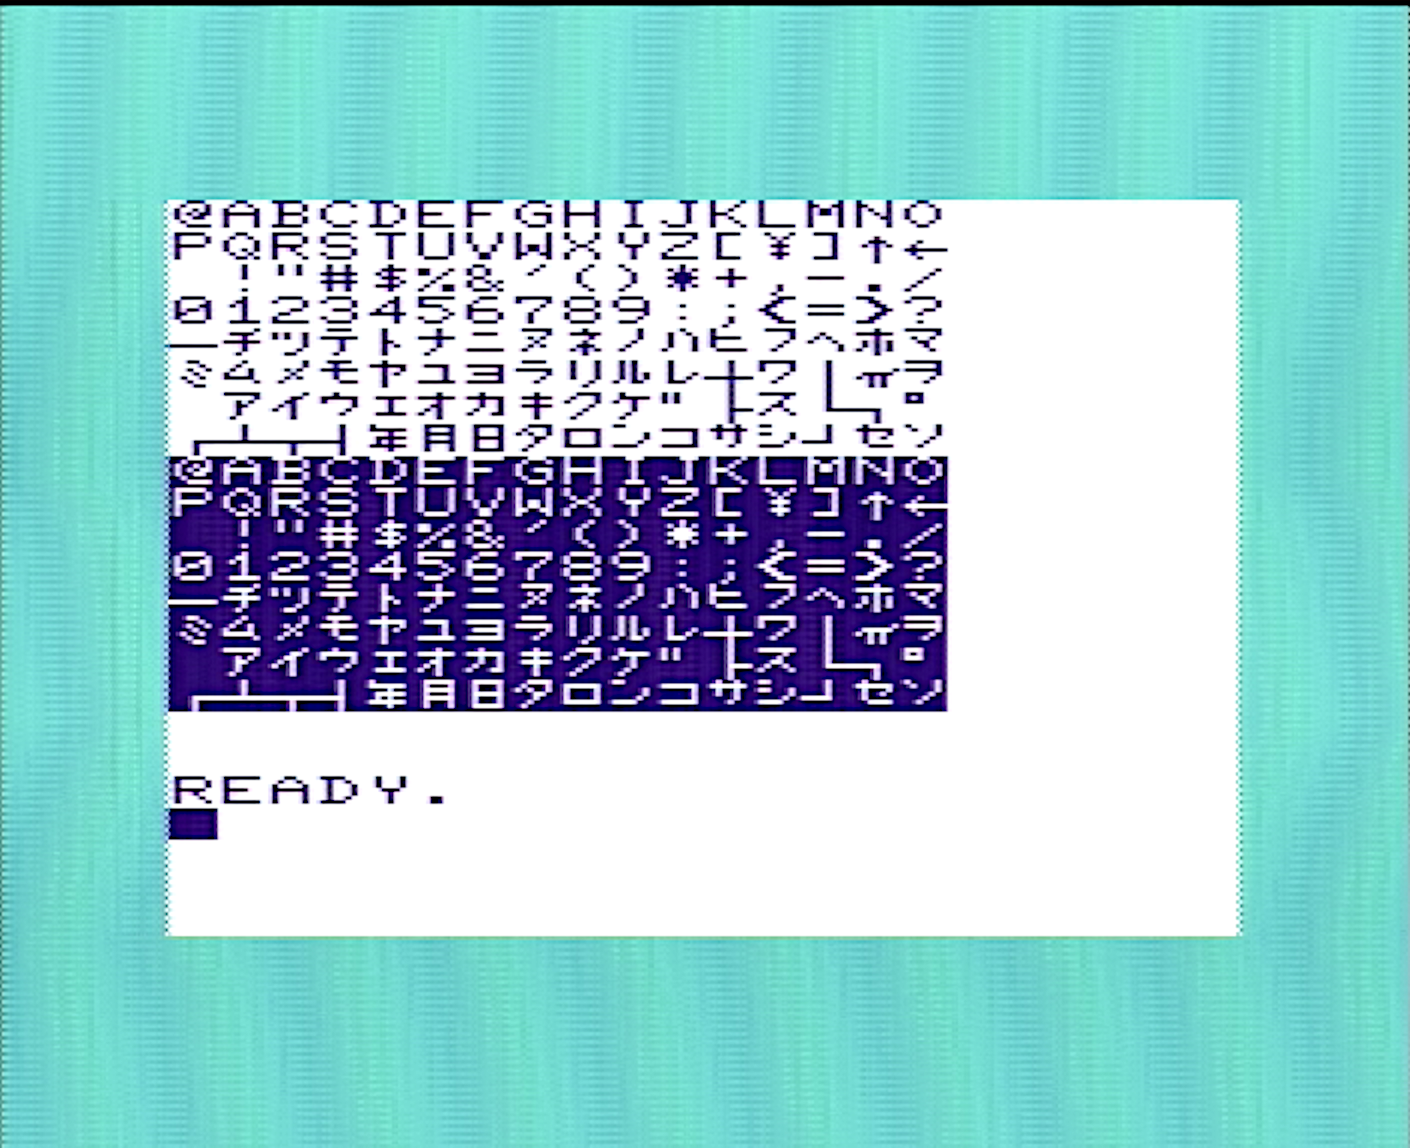 @ABCDEFGHIJKLMNO
PQRSTUVWXYZ[¥]↑←
 !"#$%&'()*+,-./
0123456789:;<=>?
─チツテトナニヌネノハヒフヘホマ
ミムメモヤユヨラリルレ┼ワ│πヲ
 アイウエオカキクケ"├ス└┐゜
┌┴┬┤年月日タロンコサシ┘セソ
@ABCDEFGHIJKLMNO
PQRSTUVWXYZ[¥]↑←
 !"#$%&'()*+,-./
0123456789:;<=>?
─チツテトナニヌネノハヒフヘホマ
ミムメモヤユヨラリルレ┼ワ│πヲ
 アイウエオカキクケ"├ス└┐゜
┌┴┬┤年月日タロンコサシ┘セソ
READY.